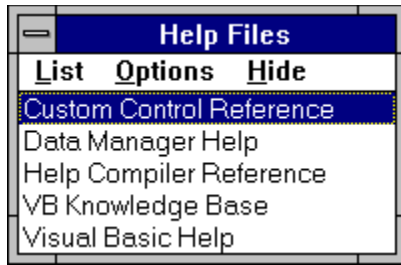 Help Files
List Options Hide
Custom Control Reference
Data Manager Help
Help Compiler Reference
VB Knowledge Base
Visual Basic Help